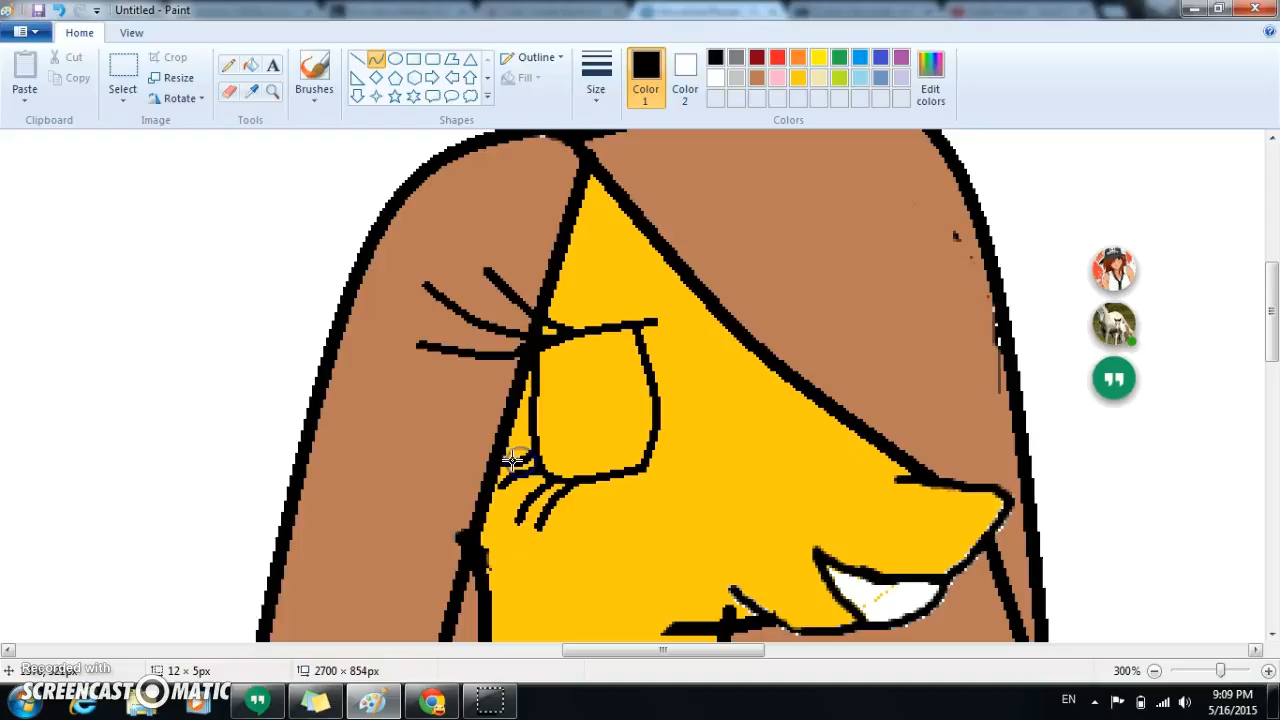 Untitled - Paint
Home View
Paste
Cut
Copy
Clipboard
Select
Crop
Resize
Rotate
Image
A
Tools
Brushes
Outline
Fill
Shapes
Size
Color 1
Color 2
Edit colors
Colors
12 × 5px
2700 × 854px
300%
Recorded with
SCREENCAST MATIC
EN
9:09 PM
5/16/2015